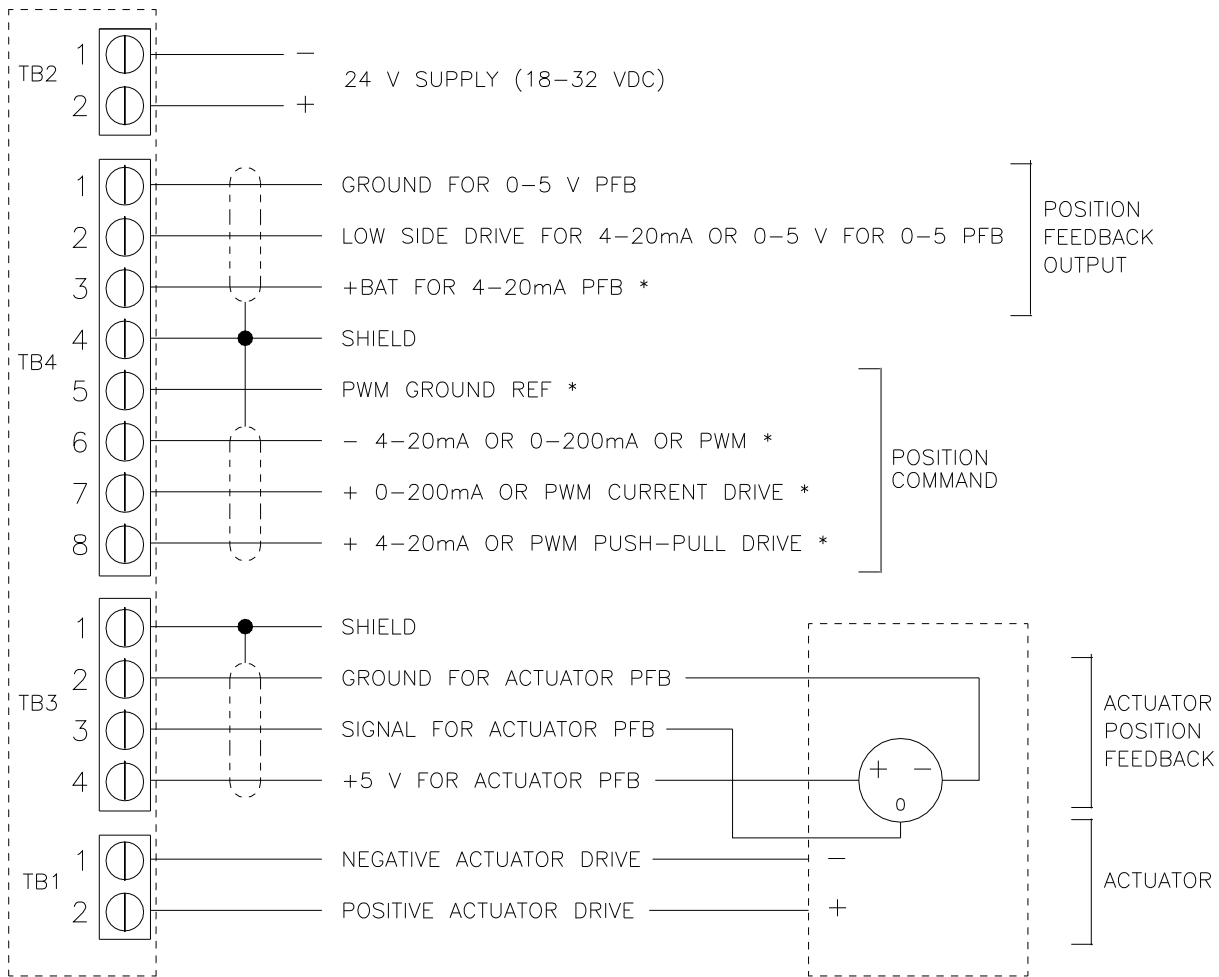 TB2
1 −
2 +
24 V SUPPLY (18−32 VDC)
TB4
1 GROUND FOR 0−5 V PFB
2 LOW SIDE DRIVE FOR 4−20mA OR 0−5 V FOR 0−5 PFB
3 +BAT FOR 4−20mA PFB *
4 SHIELD
5 PWM GROUND REF *
6 − 4−20mA OR 0−200mA OR PWM *
7 + 0−200mA OR PWM CURRENT DRIVE *
8 + 4−20mA OR PWM PUSH−PULL DRIVE *
POSITION
FEEDBACK
OUTPUT
POSITION
COMMAND
TB3
1 SHIELD
2 GROUND FOR ACTUATOR PFB
3 SIGNAL FOR ACTUATOR PFB
4 +5 V FOR ACTUATOR PFB
+ −
0
ACTUATOR
POSITION
FEEDBACK
TB1
1 NEGATIVE ACTUATOR DRIVE −
2 POSITIVE ACTUATOR DRIVE +
ACTUATOR